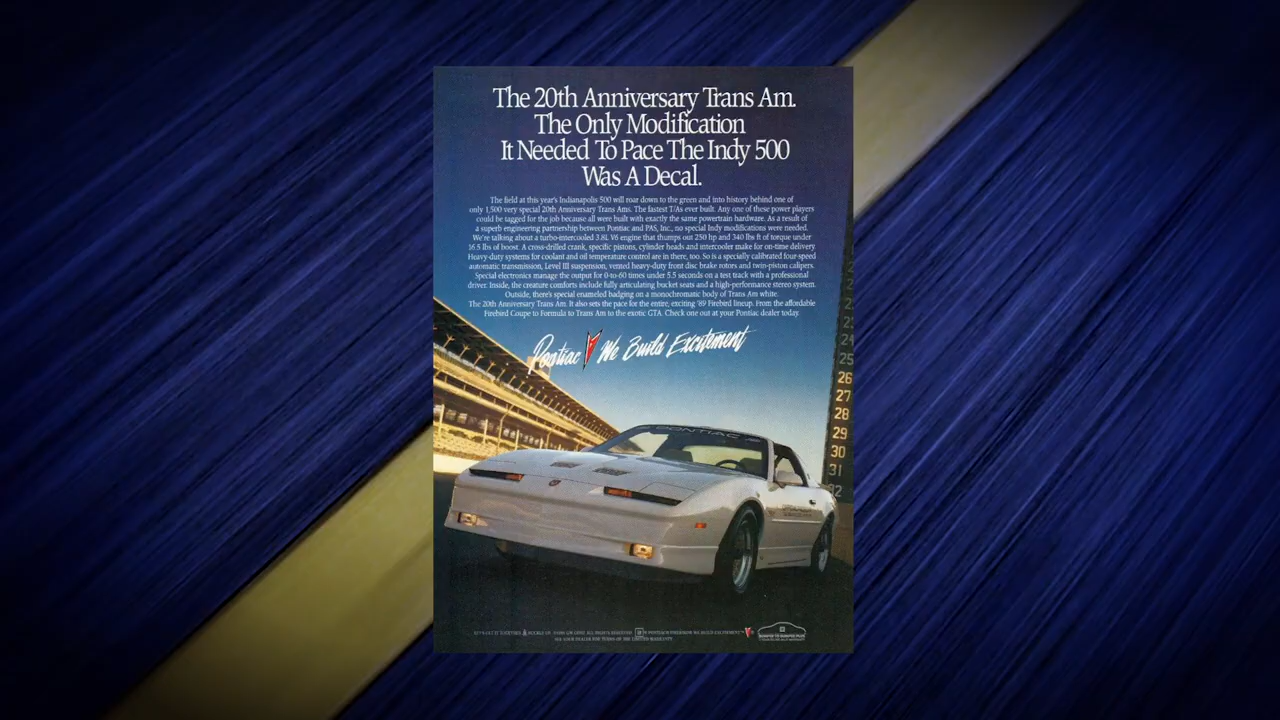 The 20th Anniversary Trans Am.
The Only Modification
It Needed To Pace The Indy 500
Was A Decal.
The field at this year's Indianapolis 500 will roar down to the green and into history behind one of
only 1,500 very special 20th Anniversary Trans Ams. The fastest T/As ever built. Any one of these power players
could be tagged for the job because all were built with exactly the same powertrain hardware. As a result of
a superb engineering partnership between Pontiac and PAS, Inc., no special Indy modifications were needed.
We're talking about a turbo-intercooled 3.8L V6 engine that thumps out 250 hp and 340 lbs ft of torque under
16.5 lbs of boost. A cross-drilled crank, specific pistons, cylinder heads and intercooler make for on-time delivery.
Heavy-duty systems for coolant and oil temperature control are in there, too. So is a specially calibrated four-speed
automatic transmission, Level III suspension, vented heavy-duty front disc brake rotors and twin-piston calipers.
Special electronics manage the output for 0-to-60 times under 5.5 seconds on a test track with a professional
driver. Inside, the creature comforts include fully articulating bucket seats and a high-performance stereo system.
Outside, there's special enameled badging on a monochromatic body of Trans Am white.
The 20th Anniversary Trans Am. It also sets the pace for the entire, exciting '89 Firebird lineup. From the affordable
Firebird Coupe to Formula to Trans Am to the exotic GTA. Check one out at your Pontiac dealer today.
Pontiac We Build Excitement
25
26
27
28
29
30
31
32
PONTIAC
SEE YOUR DEALER FOR TERMS OF THIS LIMITED WARRANTY